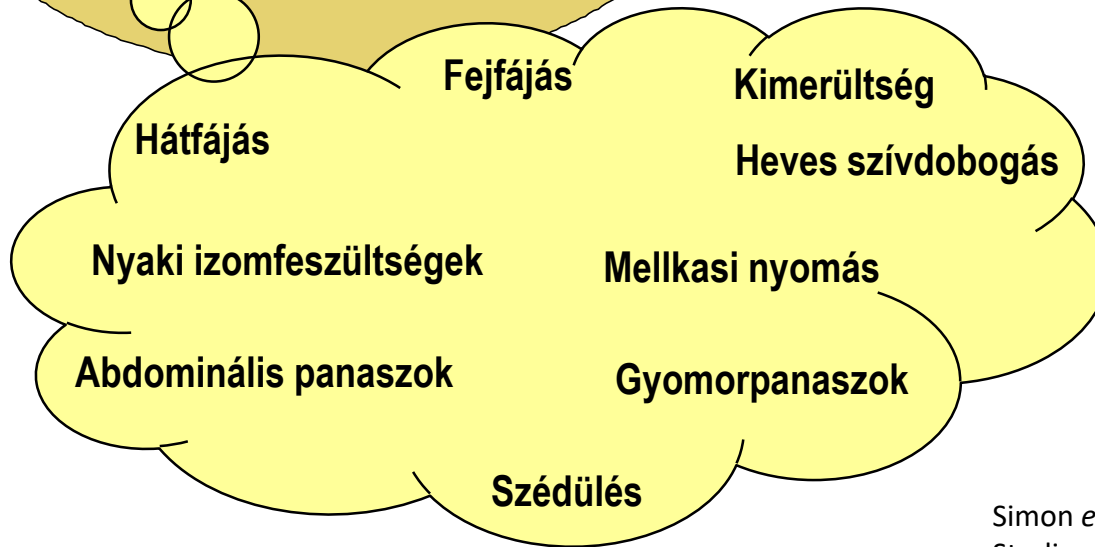 Fejfájás
Kimerültség
Hátfájás
Heves szívdobogás
Nyaki izomfeszültségek
Mellkasi nyomás
Abdominális panaszok
Gyomorpanaszok
Szédülés
Simon